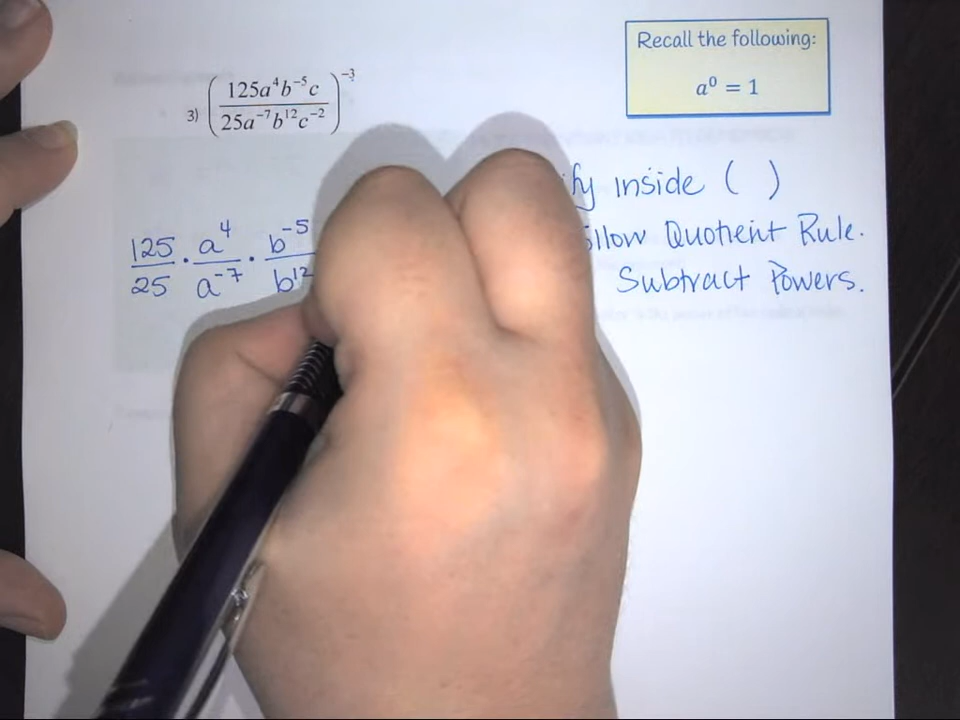 Recall the following:
a⁰ = 1
3) (125a⁴b⁻⁵c / 25a⁻⁷b¹²c⁻²)⁻³
inside ( )
Quotient Rule.
Subtract Powers.
125/25 · a⁴/a⁻⁷ · b⁻⁵/b¹²